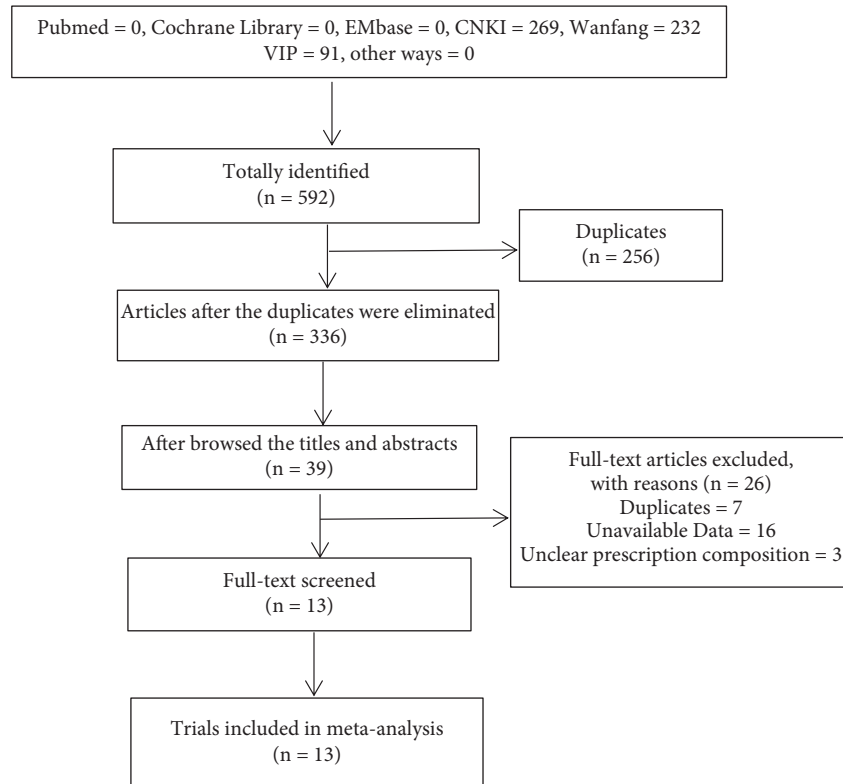 Pubmed = 0, Cochrane Library = 0, EMbase = 0, CNKI = 269, Wanfang = 232
VIP = 91, other ways = 0
Totally identified
(n = 592)
Duplicates
(n = 256)
Articles after the duplicates were eliminated
(n = 336)
After browsed the titles and abstracts
(n = 39)
Full-text articles excluded,
with reasons (n = 26)
Duplicates = 7
Unavailable Data = 16
Unclear prescription composition = 3
Full-text screened
(n = 13)
Trials included in meta-analysis
(n = 13)